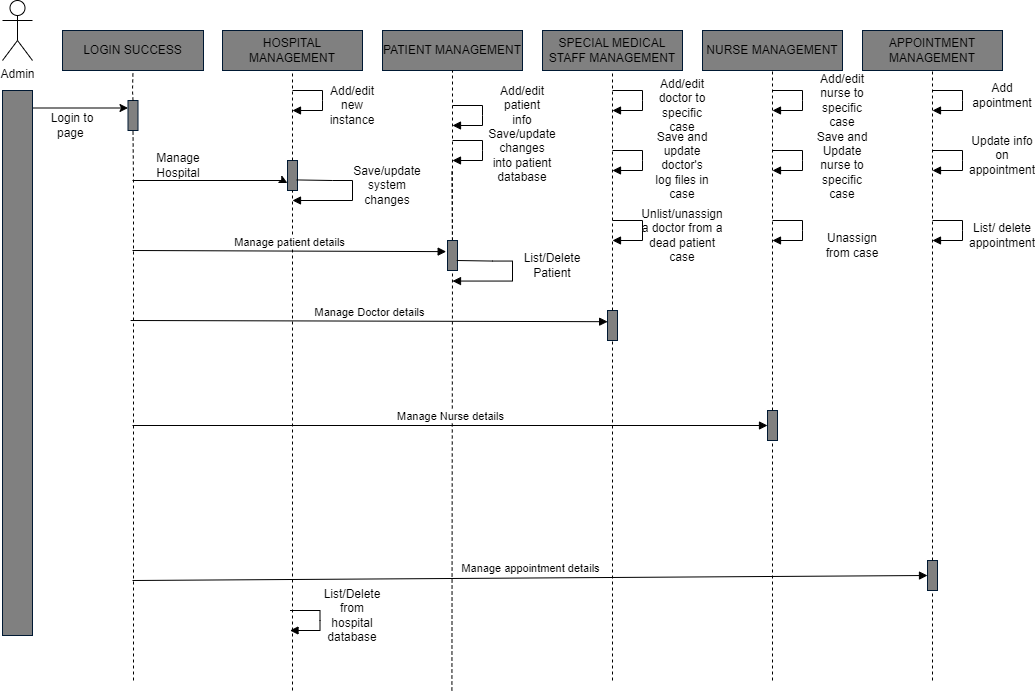 Admin
LOGIN SUCCESS
HOSPITAL
MANAGEMENT
PATIENT MANAGEMENT
SPECIAL MEDICAL
STAFF MANAGEMENT
NURSE MANAGEMENT
APPOINTMENT
MANAGEMENT
Login to
page
Add/edit
new
instance
Add/edit
patient
info
Save/update
changes
into patient
database
Add/edit
doctor to
specific
case
Save and
update
doctor's
log files in
case
Unlist/unassign
a doctor from a
dead patient
case
Add/edit
nurse to
specific
case
Save and
Update
nurse to
specific
case
Unassign
from case
Add
apointment
Update info
on
appointment
List/ delete
appointment
Manage
Hospital
Save/update
system
changes
Manage patient details
List/Delete
Patient
Manage Doctor details
Manage Nurse details
Manage appointment details
List/Delete
from
hospital
database